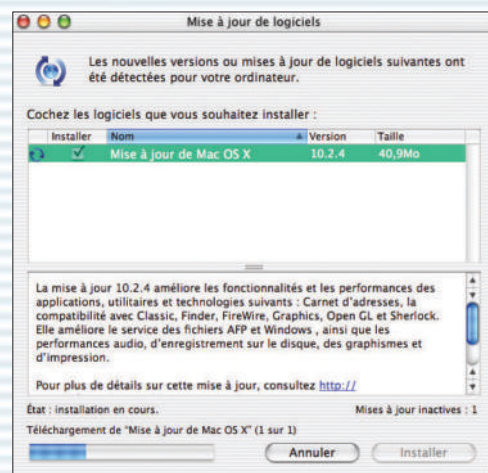 Mise à jour de logiciels
Les nouvelles versions ou mises à jour de logiciels suivantes ont
été détectées pour votre ordinateur.
Cochez les logiciels que vous souhaitez installer :
Installer Nom Version Taille
Mise à jour de Mac OS X 10.2.4 40,9Mo
La mise à jour 10.2.4 améliore les fonctionnalités et les performances des
applications, utilitaires et technologies suivants : Carnet d'adresses, la
compatibilité avec Classic, Finder, FireWire, Graphics, Open GL et Sherlock.
Elle améliore le service des fichiers AFP et Windows , ainsi que les
performances audio, d'enregistrement sur le disque, des graphismes et
d'impression.
Pour plus de détails sur cette mise à jour, consultez http://
État : installation en cours. Mises à jour inactives : 1
Téléchargement de "Mise à jour de Mac OS X" (1 sur 1)
Annuler Installer